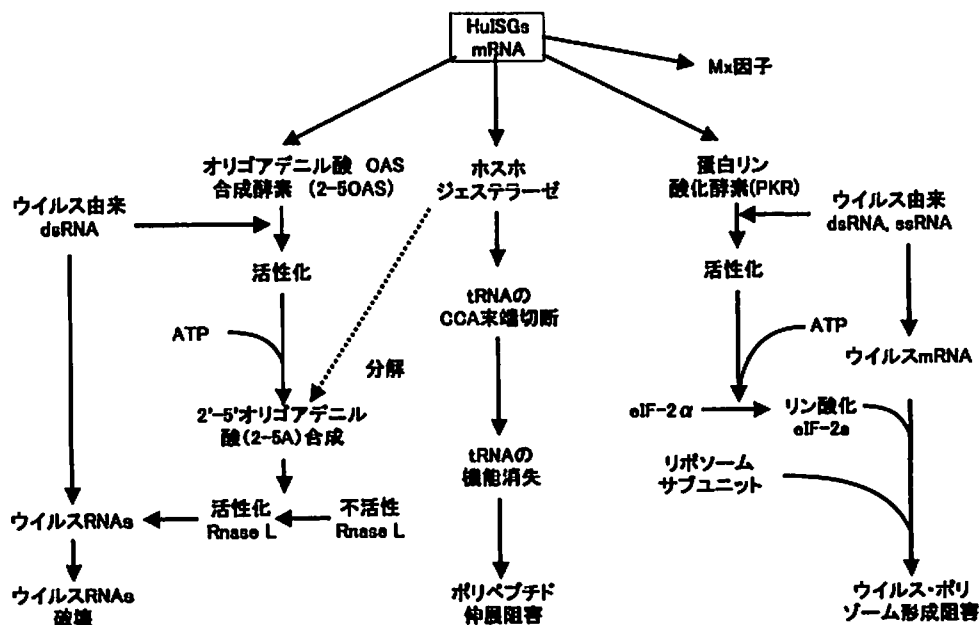 HuISGs
mRNA
Mx因子
オリゴアデニル酸 OAS
合成酵素 (2-5OAS)
ホスホ
ジェステラーゼ
蛋白リン
酸化酵素(PKR)
ウイルス由来
dsRNA
ウイルス由来
dsRNA, ssRNA
活性化
活性化
tRNAの
CCA末端切断
ATP
ATP
分解
ウイルスmRNA
2'-5'オリゴアデニル
酸(2-5A)合成
eIF-2α
リン酸化
eIF-2a
tRNAの
機能消失
リポソーム
サブユニット
ウイルスRNAs
活性化
Rnase L
不活性
Rnase L
ウイルスRNAs
破壊
ポリペプチド
伸展阻害
ウイルス・ポリ
ゾーム形成阻害